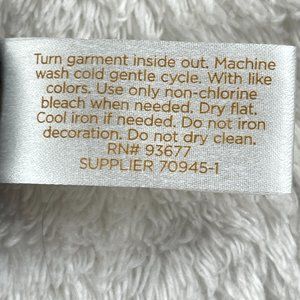 Turn garment inside out. Machine
wash cold gentle cycle. With like
colors. Use only non-chlorine
bleach when needed. Dry flat.
Cool iron if needed. Do not iron
decoration. Do not dry clean.
RN# 93677
SUPPLIER 70945-1